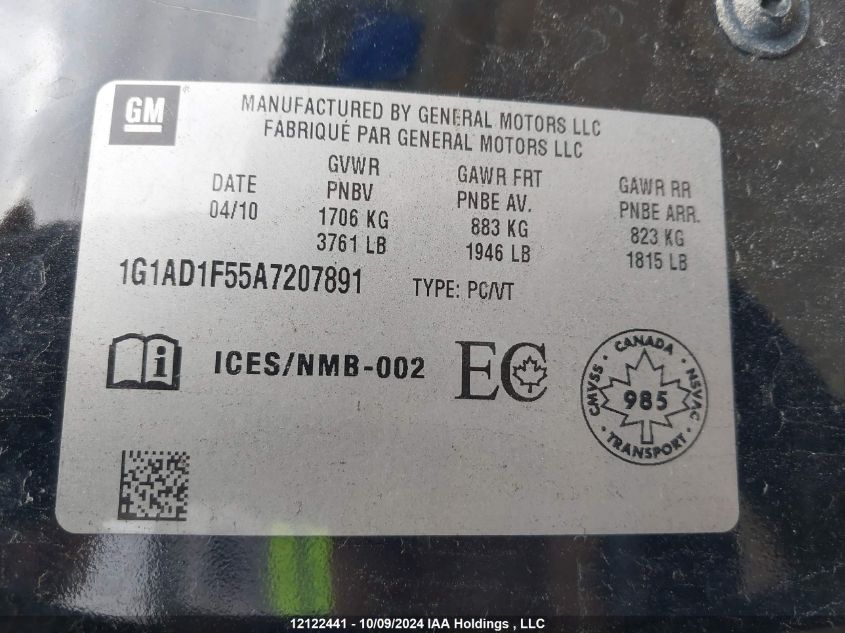 GM
MANUFACTURED BY GENERAL MOTORS LLC
FABRIQUÉ PAR GENERAL MOTORS LLC
DATE
04/10
GVWR
PNBV
1706 KG
3761 LB
GAWR FRT
PNBE AV.
883 KG
1946 LB
GAWR RR
PNBE ARR.
823 KG
1815 LB
1G1AD1F55A7207891 TYPE: PC/VT
i ICES/NMB-002 EC
CANADA
CMVSS 985 NSVAC
TRANSPORT
12122441 - 10/09/2024 IAA Holdings , LLC